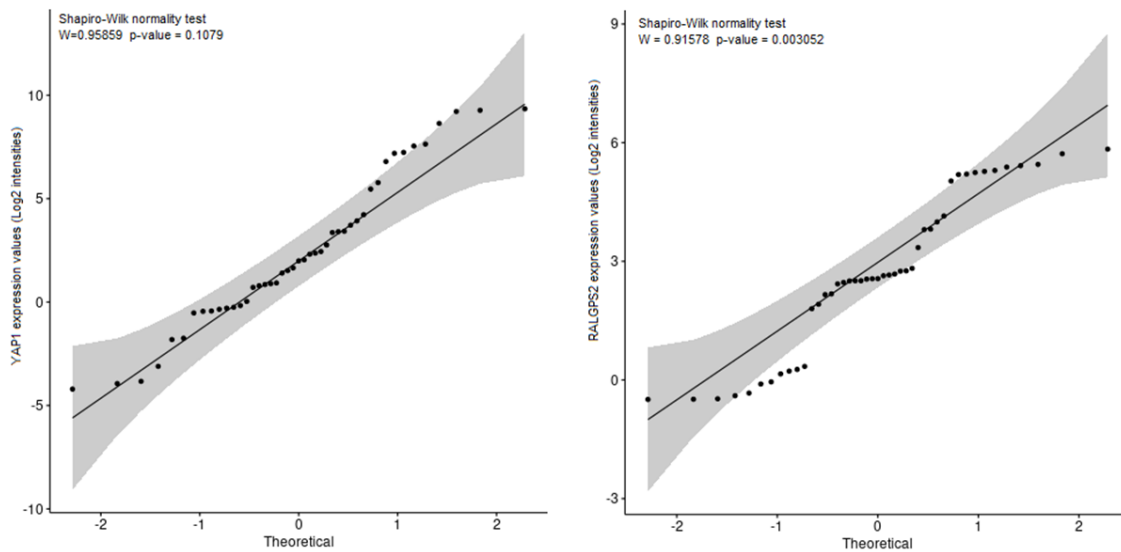 Shapiro-Wilk normality test
W=0.95859 p-value = 0.1079
10
5
0
-5
-10
YAP1 expression values (Log2 intensities)
-2
-1
0
1
2
Theoretical
Shapiro-Wilk normality test
W = 0.91578 p-value = 0.003052
9
6
3
0
-3
RALGPS2 expression values (Log2 intensities)
-2
-1
0
1
2
Theoretical